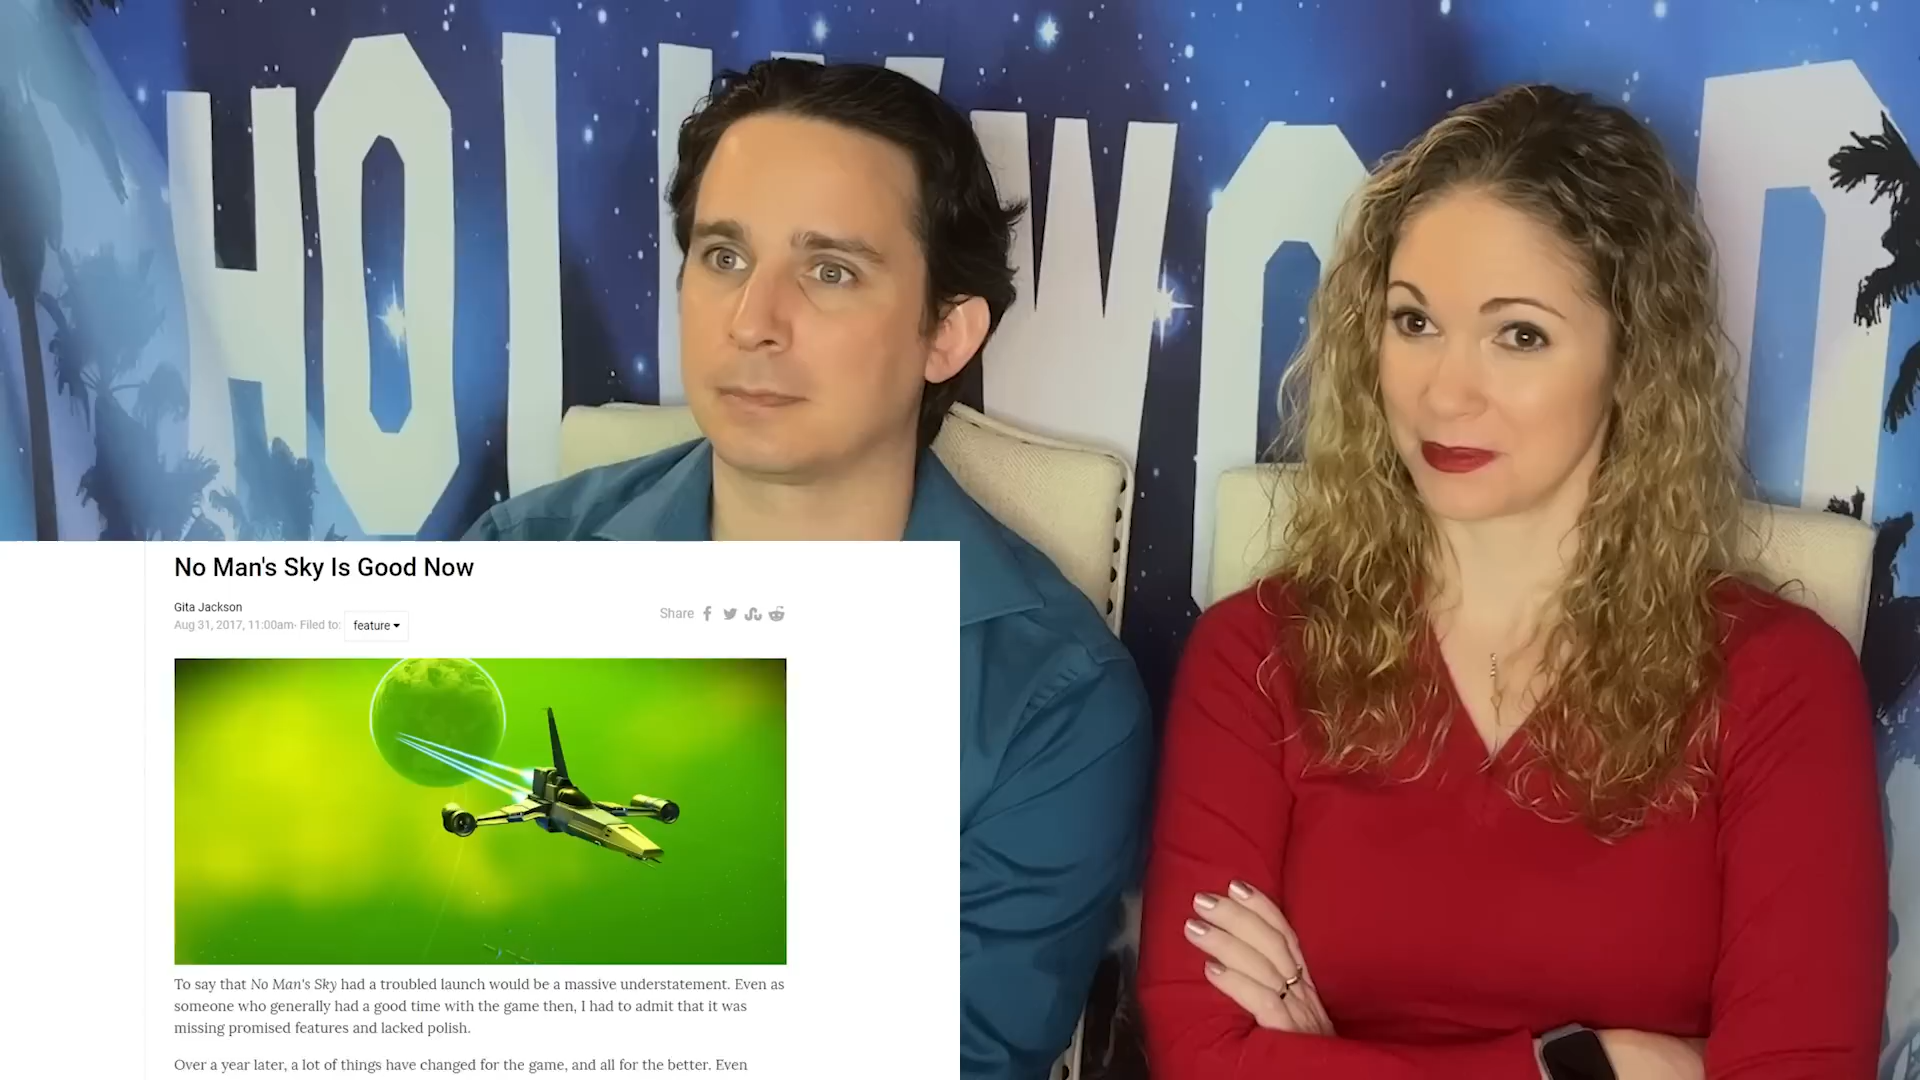 HOLLYWOOD
No Man's Sky Is Good Now
Gita Jackson
Aug 31, 2017, 11:00am· Filed to: feature
Share
To say that No Man's Sky had a troubled launch would be a massive understatement. Even as
someone who generally had a good time with the game then, I had to admit that it was
missing promised features and lacked polish.
Over a year later, a lot of things have changed for the game, and all for the better. Even